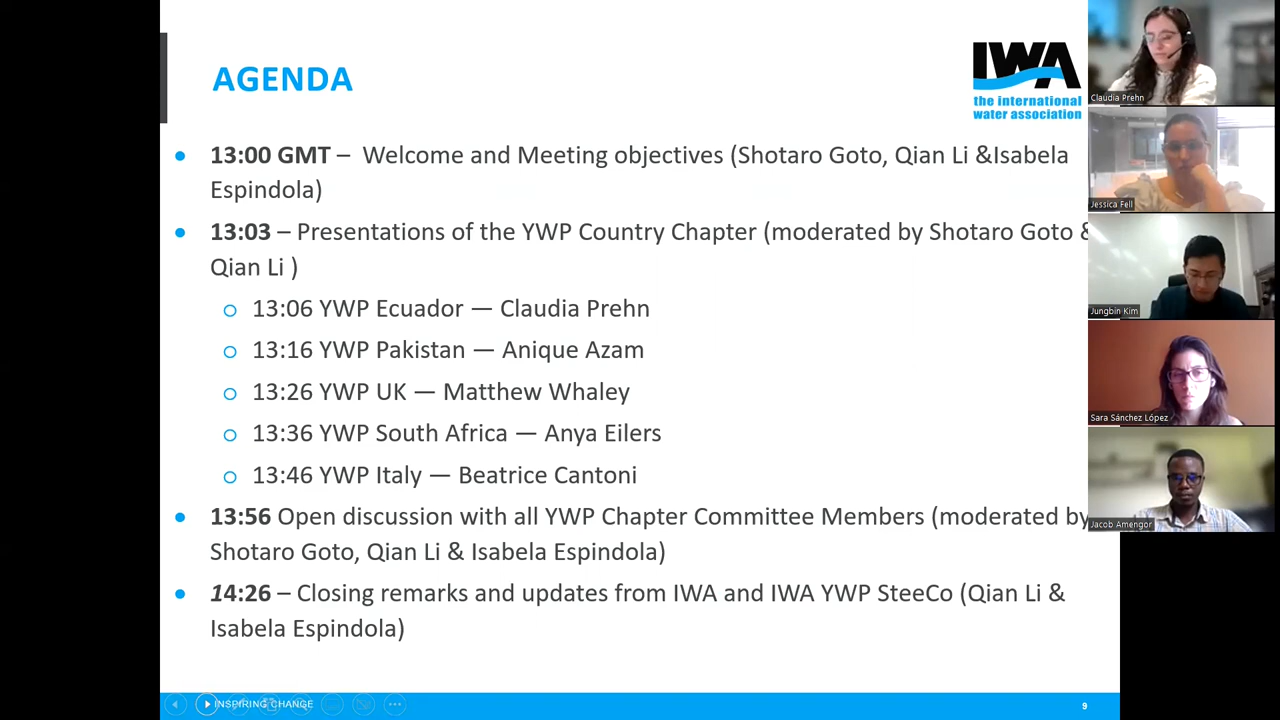 AGENDA
IWA
the international
water association
13:00 GMT – Welcome and Meeting objectives (Shotaro Goto, Qian Li &Isabela
Espindola)
13:03 – Presentations of the YWP Country Chapter (moderated by Shotaro Goto &
Qian Li )
13:06 YWP Ecuador — Claudia Prehn
13:16 YWP Pakistan — Anique Azam
13:26 YWP UK — Matthew Whaley
13:36 YWP South Africa — Anya Eilers
13:46 YWP Italy — Beatrice Cantoni
13:56 Open discussion with all YWP Chapter Committee Members (moderated by
Shotaro Goto, Qian Li & Isabela Espindola)
14:26 – Closing remarks and updates from IWA and IWA YWP SteeCo (Qian Li &
Isabela Espindola)
INSPIRING CHANGE
9
Claudia Prehn
Jessica Fell
Jungbin Kim
Sara Sánchez López
Jacob Amengor